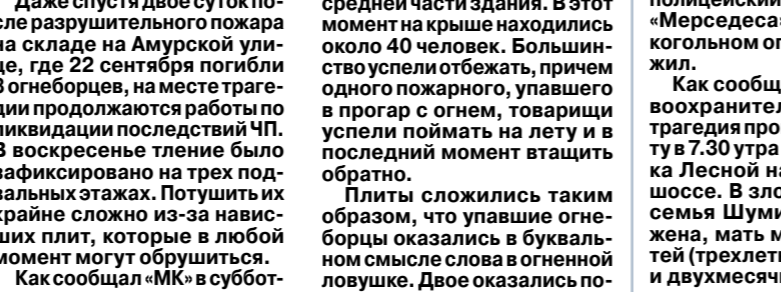 Даже спустя двое суток по-
сле разрушительного пожара
на складе на Амурской ули-
це, где 22 сентября погибли
8 огнеборцев, на месте траге-
дии продолжаются работы по
ликвидации последствий ЧП.
В воскресенье тление было
зафиксировано на трех под-
вальных этажах. Потушить их
крайне сложно из-за навис-
ших плит, которые в любой
момент могут обрушиться.
Как сообщал «МК» в суббот-
средней части здания. В этот
момент на крыше находились
около 40 человек. Большин-
ство успели отбежать, причем
одного пожарного, упавшего
в прогар с огнем, товарищи
успели поймать на лету и в
последний момент втащить
обратно.
Плиты сложились таким
образом, что упавшие огне-
борцы оказались в букваль-
ном смысле слова в огненной
ловушке. Двое оказались по-
полицейский
«Мерседеса»
когольном оп
жил.
Как сообщ
воохранител
трагедия про
ту в 7.30 утра
ка Лесной на
шоссе. В зло
семья Шуми
жена, мать м
тей (трехлетн
и двухмесячн